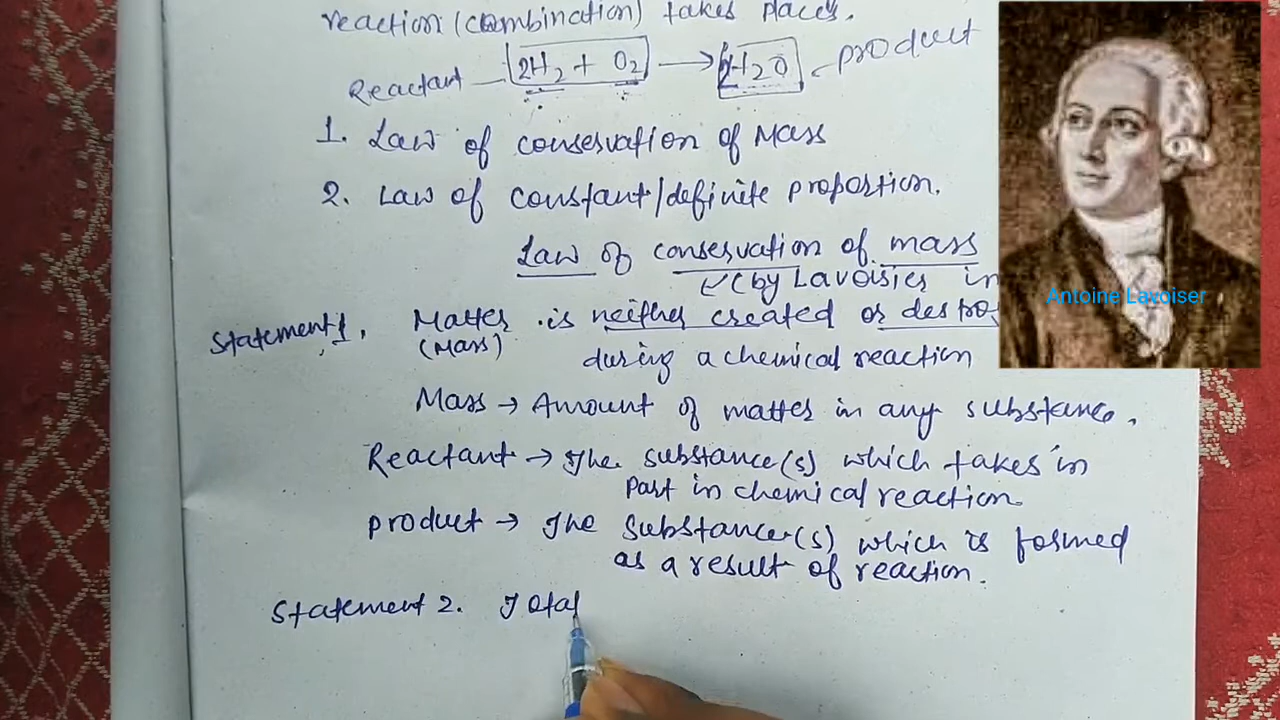 reaction (combination) takes places.
Reactant — 2H2 + O2 → 2H2O - product
1. Law of conservation of Mass
2. Law of constant/definite proportion.
Law of conservation of mass
(by Lavoisier in
Statement 1. Matter is neither created or destro
(Mass)
during a chemical reaction
Mass → Amount of matter in any substance.
Reactant → The substance(s) which takes in
part in chemical reaction
product → The substance(s) which is formed
as a result of reaction.
Statement 2. Total
Antoine Lavoiser